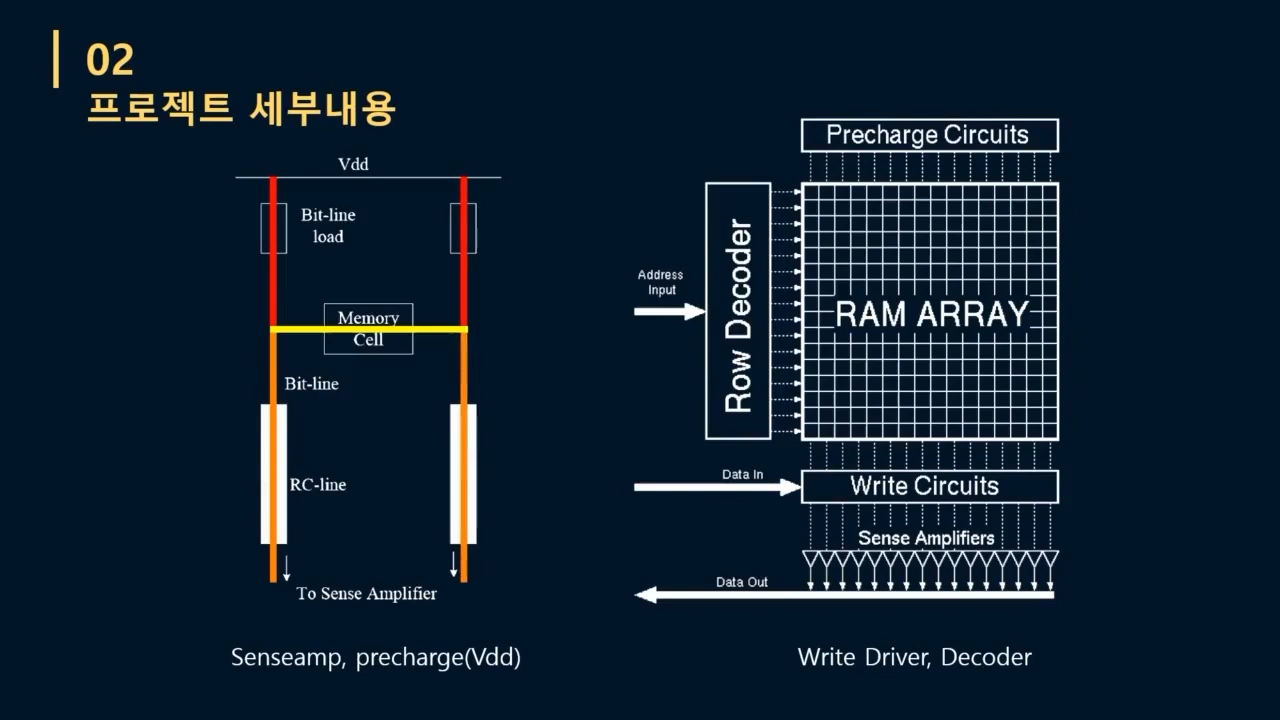 02
프로젝트 세부내용
Vdd
Bit-line
load
Memory
Cell
Bit-line
RC-line
To Sense Amplifier
Senseamp, precharge(Vdd)
Precharge Circuits
Row Decoder
Address
Input
RAM ARRAY
Data In
Write Circuits
Sense Amplifiers
Data Out
Write Driver, Decoder